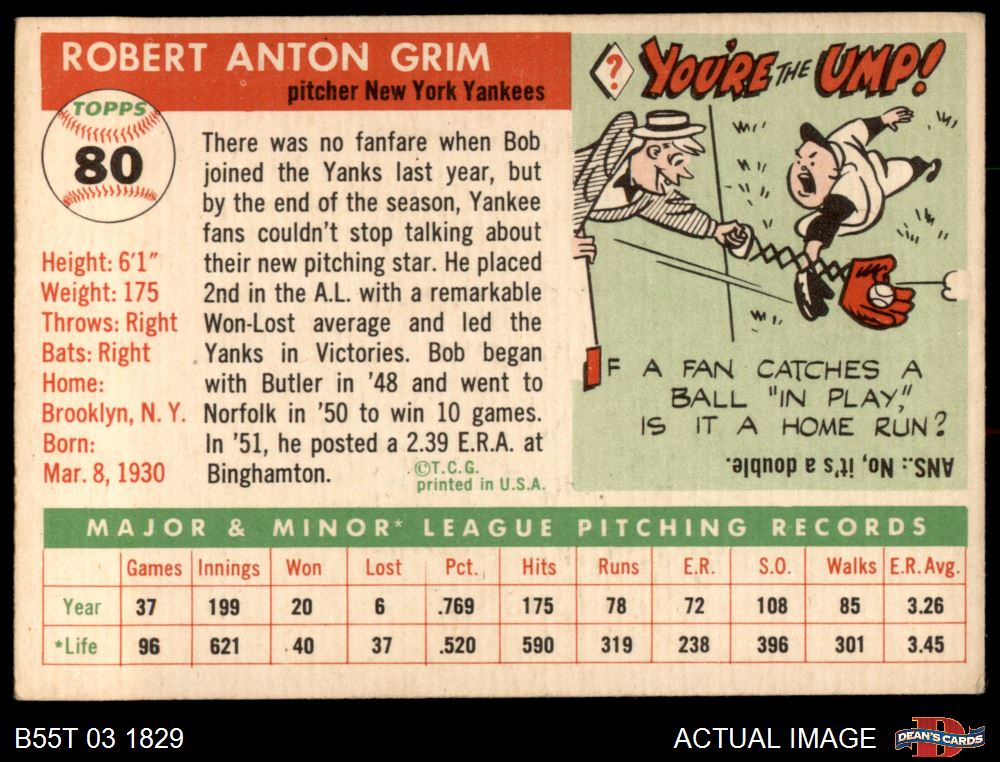 ROBERT ANTON GRIM
pitcher New York Yankees
TOPPS
80
Height: 6'1"
Weight: 175
Throws: Right
Bats: Right
Home:
Brooklyn, N. Y.
Born:
Mar. 8, 1930
There was no fanfare when Bob
joined the Yanks last year, but
by the end of the season, Yankee
fans couldn't stop talking about
their new pitching star. He placed
2nd in the A.L. with a remarkable
Won-Lost average and led the
Yanks in Victories. Bob began
with Butler in '48 and went to
Norfolk in '50 to win 10 games.
In '51, he posted a 2.39 E.R.A. at
Binghamton.
©T.C.G.
printed in U.S.A.
? YOU'RE THE UMP!
IF A FAN CATCHES A
BALL "IN PLAY,"
IS IT A HOME RUN?
ANS.: No, it's a double.
MAJOR & MINOR* LEAGUE PITCHING RECORDS
Games Innings Won Lost Pct. Hits Runs E.R. S.O. Walks E.R. Avg.
Year 37 199 20 6 .769 175 78 72 108 85 3.26
*Life 96 621 40 37 .520 590 319 238 396 301 3.45
B55T 03 1829
ACTUAL IMAGE
D
DEAN'S CARDS